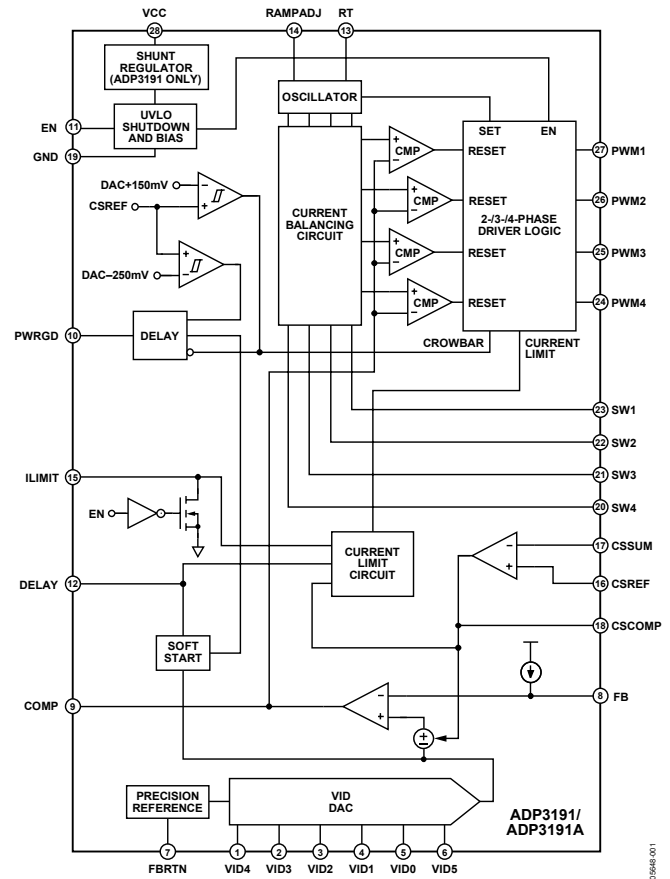 VCC
RAMPADJ
RT
28
14
13
SHUNT
REGULATOR
(ADP3191 ONLY)
OSCILLATOR
UVLO
SHUTDOWN
AND BIAS
EN
11
GND
19
SET
EN
CMP
RESET
27
PWM1
DAC+150mV
CSREF
CURRENT
BALANCING
CIRCUIT
CMP
RESET
26
PWM2
2-/3-/4-PHASE
DRIVER LOGIC
DAC–250mV
CMP
RESET
25
PWM3
CMP
RESET
24
PWM4
PWRGD
10
DELAY
CROWBAR
CURRENT
LIMIT
23
SW1
22
SW2
21
SW3
20
SW4
ILIMIT
15
EN
CURRENT
LIMIT
CIRCUIT
17
CSSUM
16
CSREF
DELAY
12
18
CSCOMP
SOFT
START
8
FB
COMP
9
PRECISION
REFERENCE
VID
DAC
ADP3191/
ADP3191A
7
1
2
3
4
5
6
FBRTN
VID4
VID3
VID2
VID1
VID0
VID5
05648-001